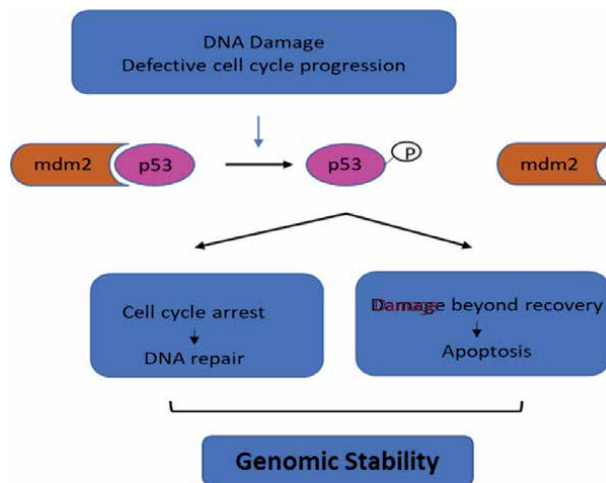 DNA Damage
Defective cell cycle progression
mdm2 p53 p53 P mdm2
Cell cycle arrest
DNA repair
Damage beyond recovery
Apoptosis
Genomic Stability